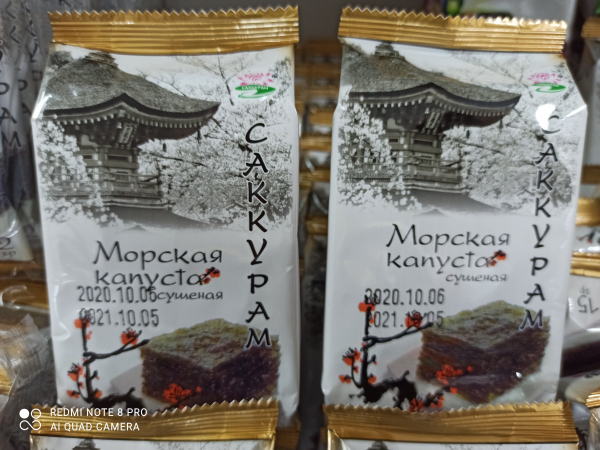 САККУРАМ
Морская
капуста
сушеная
2020.10.06
2021.10.05
САККУРАМ
Морская
капуста
сушеная
2020.10.06
2021.10.05
15
REDMI NOTE 8 PRO
AI QUAD CAMERA